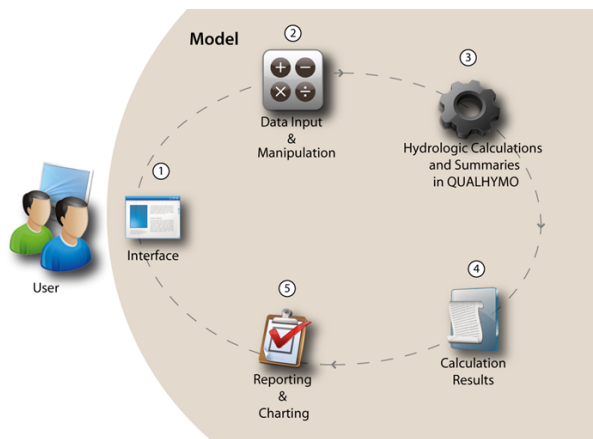 Model
1
Interface
2
Data Input
&
Manipulation
3
Hydrologic Calculations
and Summaries
in QUALHYMO
4
Calculation
Results
5
Reporting
&
Charting
User